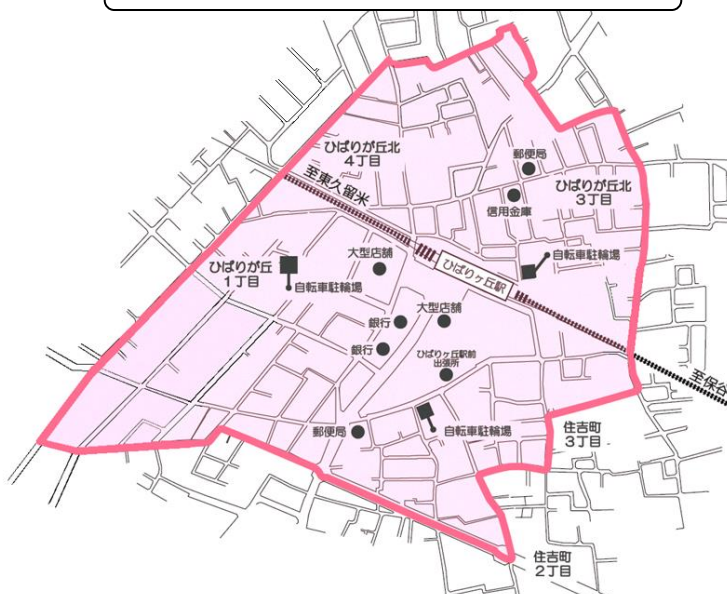 ひばりが丘北
4丁目
郵便局
至東久留米
ひばりが丘北
3丁目
信用金庫
大型店舗
自転車駐輪場
ひばりヶ丘駅
ひばりが丘
1丁目
自転車駐輪場
大型店舗
銀行
銀行
ひばりヶ丘駅前
出張所
至保谷
郵便局
自転車駐輪場
住吉町
3丁目
住吉町
2丁目